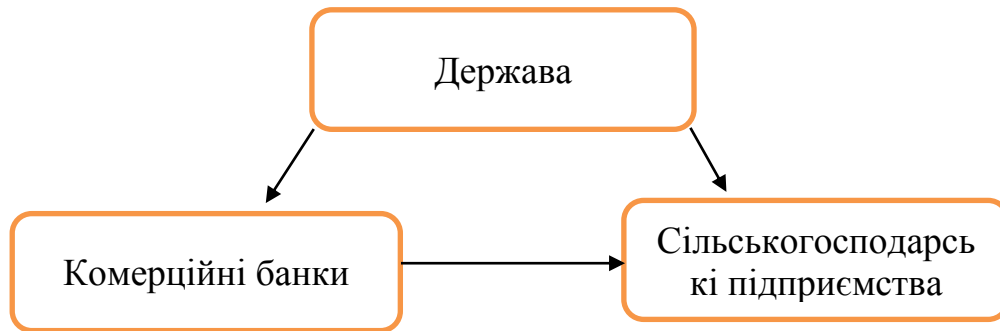 Держава
Комерційні банки
Сільськогосподарсь
кі підприємства